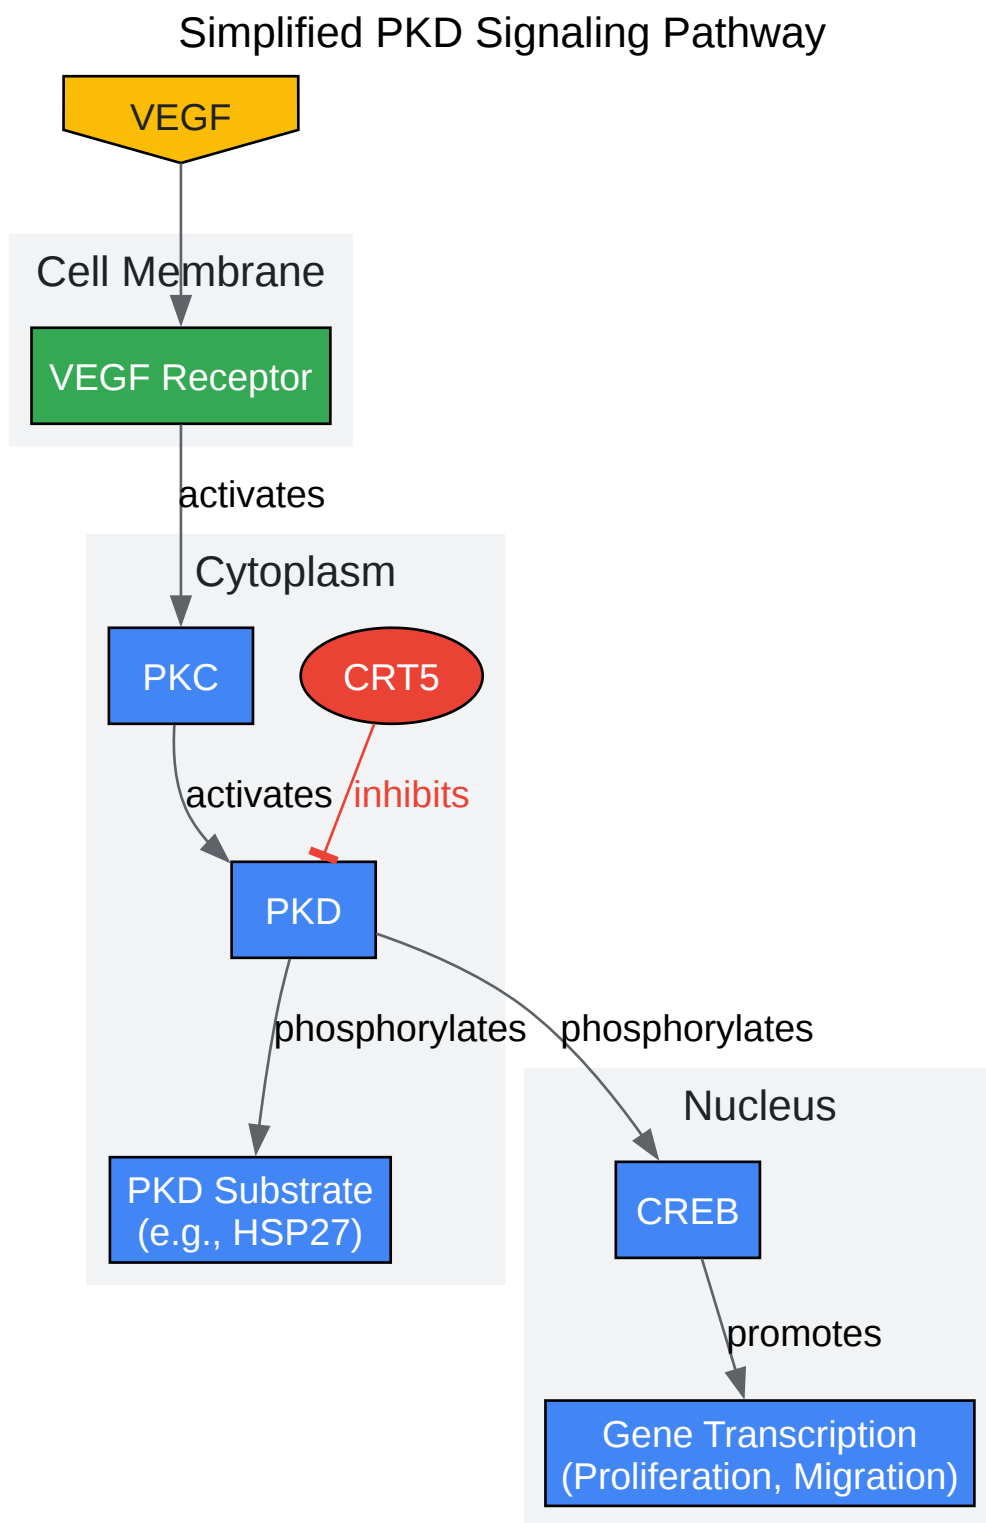 Simplified PKD Signaling Pathway
VEGF
Cell Membrane
VEGF Receptor
activates
Cytoplasm
PKC
CRT5
activates
inhibits
PKD
phosphorylates
phosphorylates
Nucleus
PKD Substrate
(e.g., HSP27)
CREB
promotes
Gene Transcription
(Proliferation, Migration)